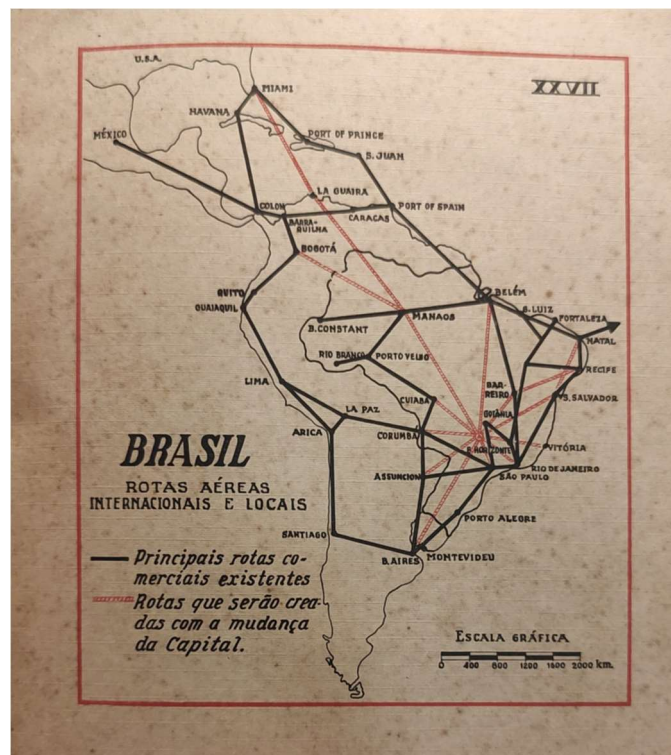 U.S.A.
XXVII
MIAMI
HAVANA
MÉXICO
PORT OF PRINCE
S. JUAN
LA GUAIRA
COLON
PORT OF SPAIN
CARACAS
BARRA-
QUILHA
BOGOTÁ
QUITO
GUAIAQUIL
BELÉM
S. LUIZ
FORTALEZA
MANAOS
B. CONSTANT
NATAL
RIO BRANCO
PORTO VELHO
RECIFE
LIMA
CUIABÁ
BAR-
REIRO
S. SALVADOR
LA PAZ
GOIÂNIA
ARICA
CORUMBÁ
B. HORIZONTE
VITÓRIA
RIO DE JANEIRO
SÃO PAULO
ASSUNCION
BRASIL
ROTAS AÉREAS
INTERNACIONAIS E LOCAIS
PORTO ALEGRE
SANTIAGO
B. AIRES
MONTEVIDEU
Principais rotas co-
merciais existentes
Rotas que serão crea-
das com a mudança
da Capital.
ESCALA GRÁFICA
0 400 800 1200 1600 2000 km.